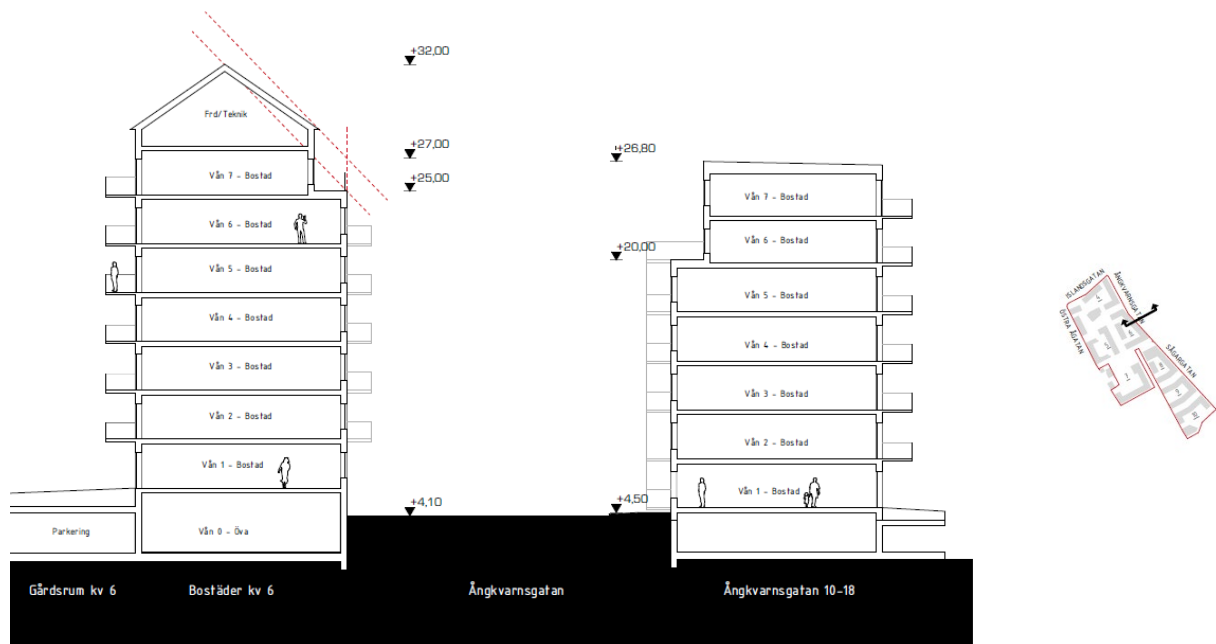 +32,00
Frd/Teknik
+27,00
+26,80
Vån 7 - Bostad
+25,00
Vån 7 - Bostad
Vån 6 - Bostad
Vån 6 - Bostad
+20,00
Vån 5 - Bostad
Vån 5 - Bostad
Vån 4 - Bostad
Vån 4 - Bostad
Vån 3 - Bostad
Vån 3 - Bostad
Vån 2 - Bostad
Vån 2 - Bostad
Vån 1 - Bostad
Vån 1 - Bostad
+4,10
+4,50
Parkering
Vån 0 - Öva
Gårdsrum kv 6
Bostäder kv 6
Ångkvarnsgatan
Ångkvarnsgatan 10-18
ISLANDSGATAN
ÅNGKVARNSGATAN
ÖSTRA ÅGATAN
SÅGARGATAN